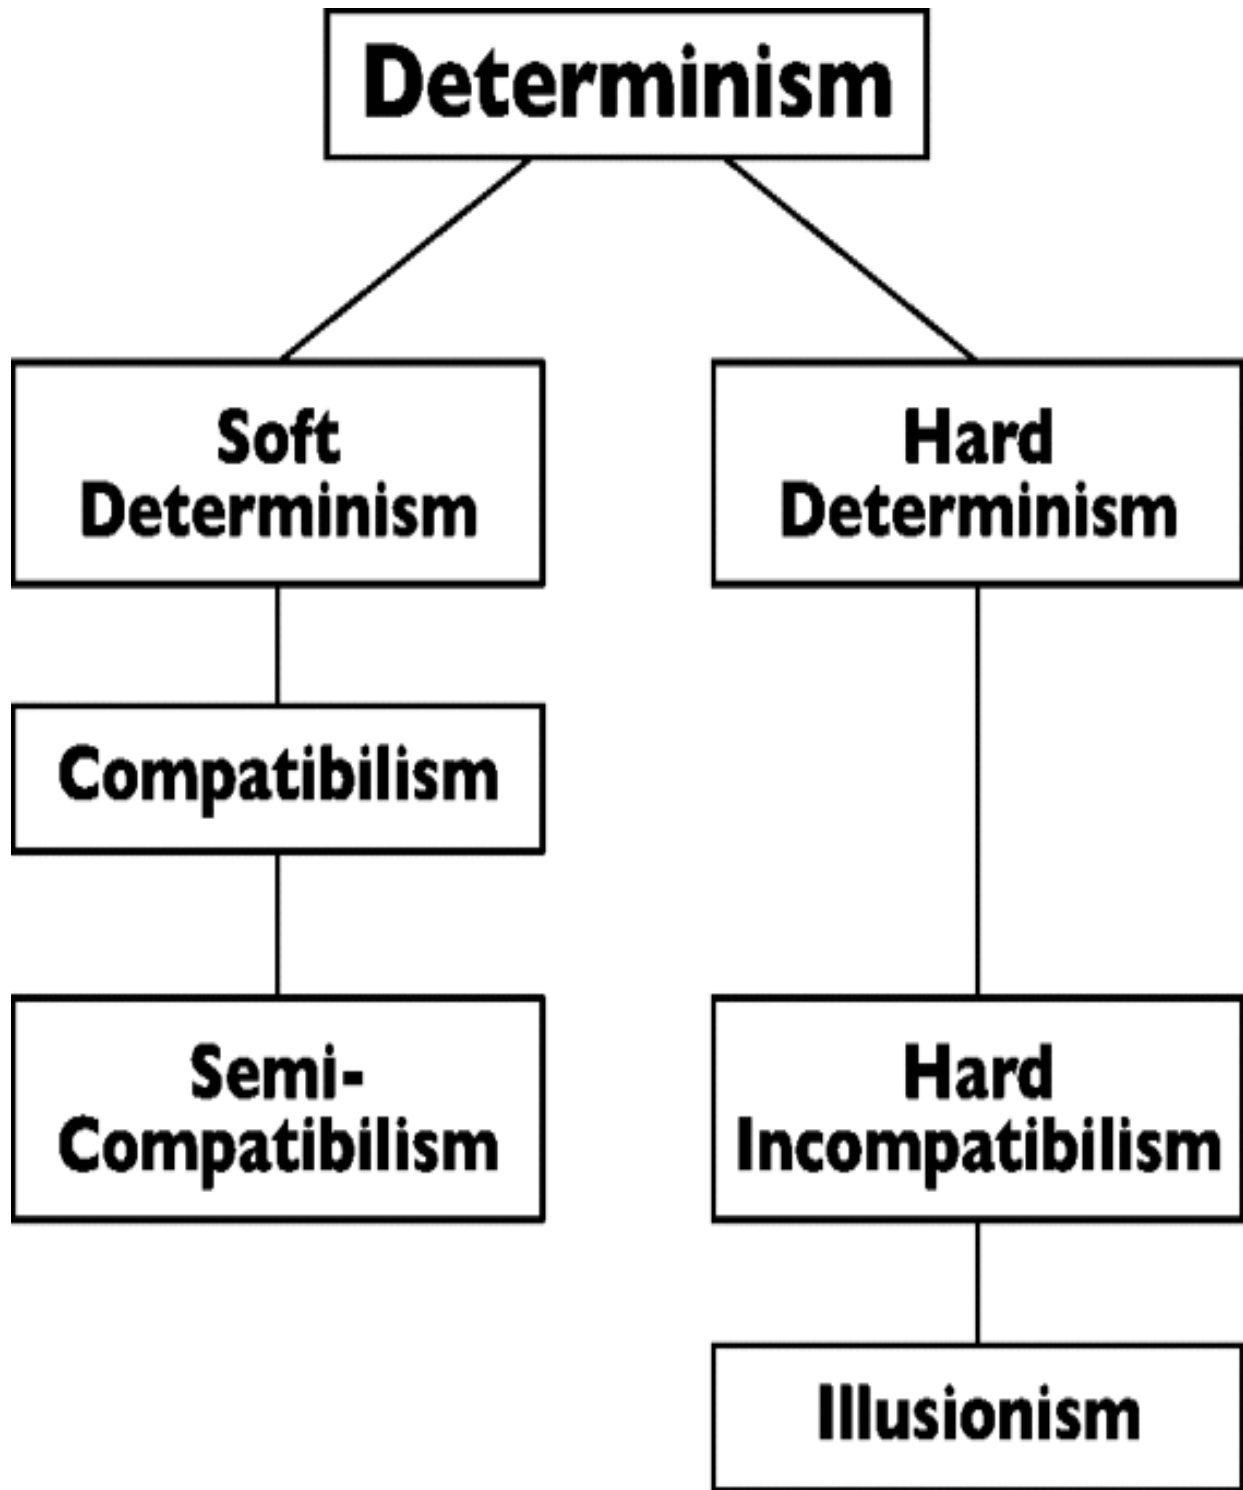 Determinism
Soft
Determinism
Hard
Determinism
Compatibilism
Semi-
Compatibilism
Hard
Incompatibilism
Illusionism